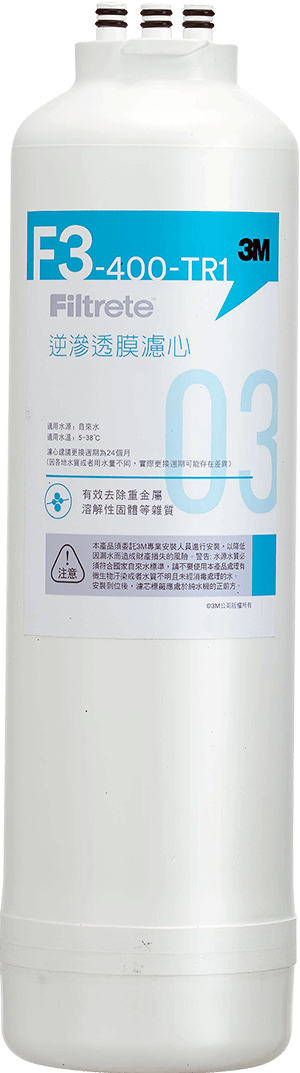 F3-400-TR1
3M
Filtrete™
逆滲透膜濾心
03
適用水源：自來水
適用水溫：5-38℃
濾心建議更換週期為24個月
(因各地水質或者用水量不同，實際更換週期可能存在差異)
有效去除重金屬
溶解性固體等雜質
注意
本產品須委託3M專業安裝人員進行安裝，以降低
因漏水而造成財產損失的風險。警告: 水源水質必
須符合國家自來水標準，請不要使用本產品處理有
微生物汙染或者水質不明且未經消毒處理的水。
安裝到位後，濾芯標籤應處於純水機的正前方。
©3M公司版權所有